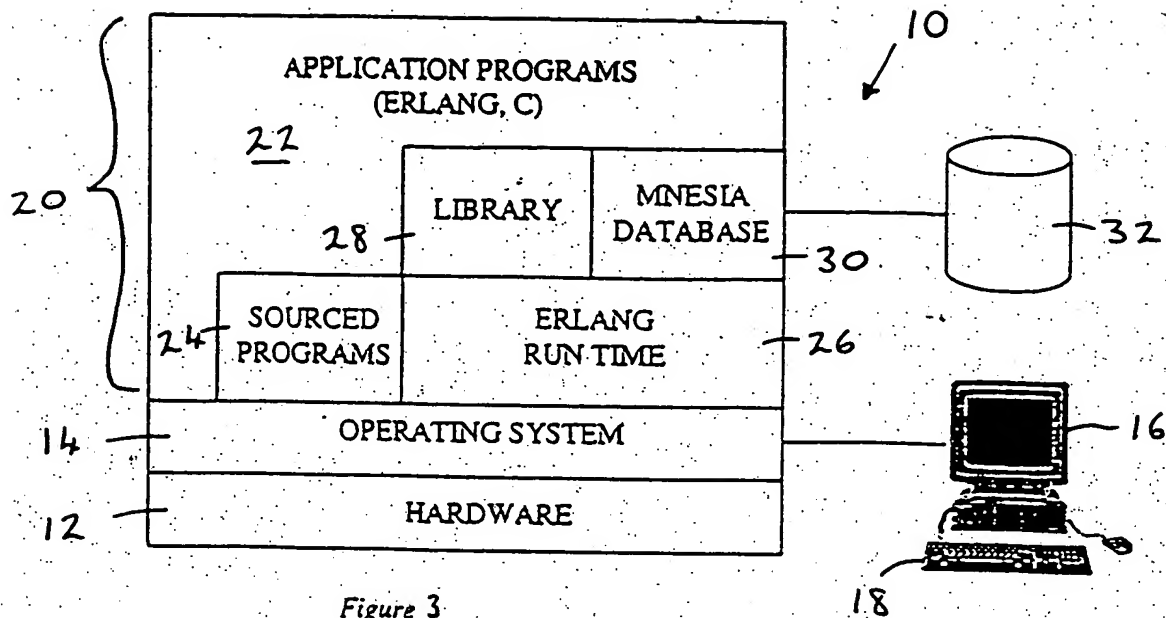 10
APPLICATION PROGRAMS
(ERLANG, C)
22
20
LIBRARY
MNESIA
DATABASE
28
30
32
24
SOURCED
PROGRAMS
ERLANG
RUN TIME
26
14
OPERATING SYSTEM
16
12
HARDWARE
18
Figure 3